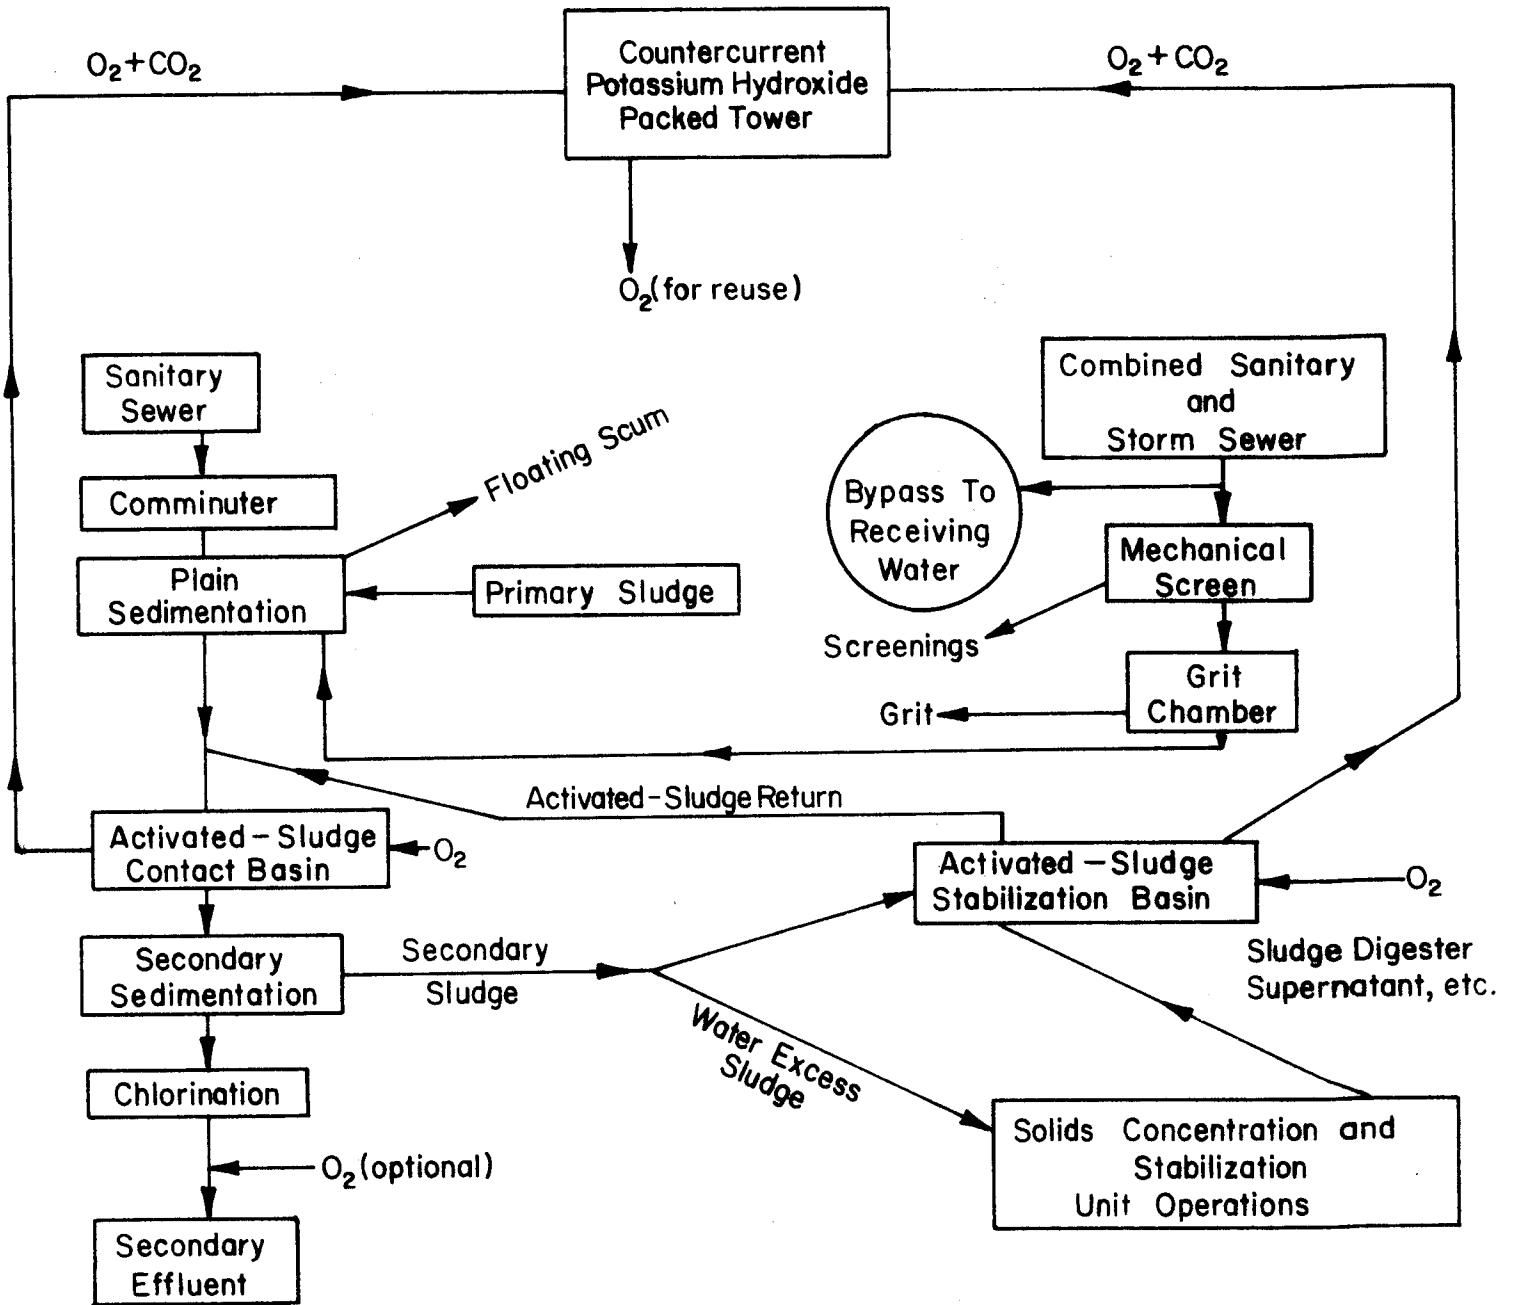 O₂+CO₂
Countercurrent
Potassium Hydroxide
Packed Tower
O₂+CO₂
O₂(for reuse)
Sanitary
Sewer
Comminuter
Floating Scum
Plain
Sedimentation
Primary Sludge
Combined Sanitary
and
Storm Sewer
Bypass To
Receiving
Water
Mechanical
Screen
Screenings
Grit
Chamber
Grit
Activated-Sludge Return
Activated-Sludge
Contact Basin
O₂
Activated-Sludge
Stabilization Basin
O₂
Secondary
Sedimentation
Secondary
Sludge
Sludge Digester
Supernatant, etc.
Water Excess
Sludge
Chlorination
Solids Concentration and
Stabilization
Unit Operations
O₂(optional)
Secondary
Effluent